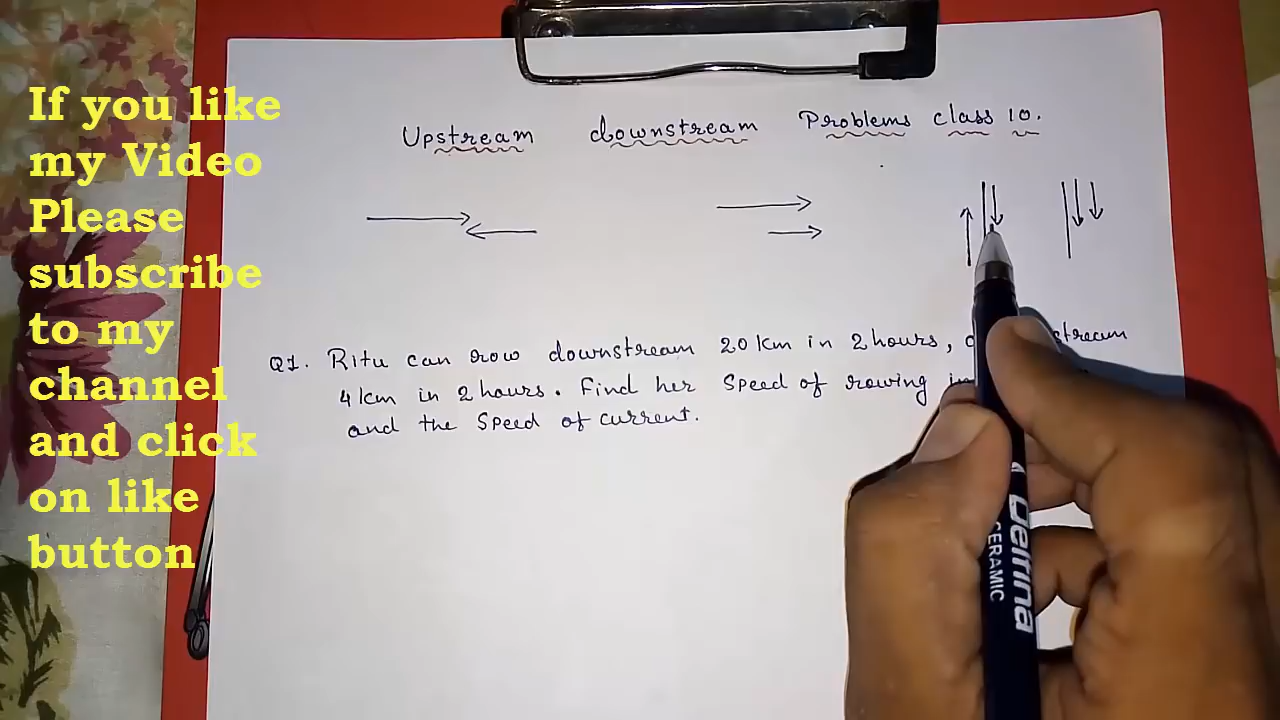 If you like
my Video
Please
subscribe
to my
channel
and click
on like
button
Upstream downstream Problems class 10.
Q1. Ritu can row downstream 20 km in 2 hours, stream
4 km in 2 hours. Find her Speed of rowing in
and the Speed of current.
Delfina
CERAMIC